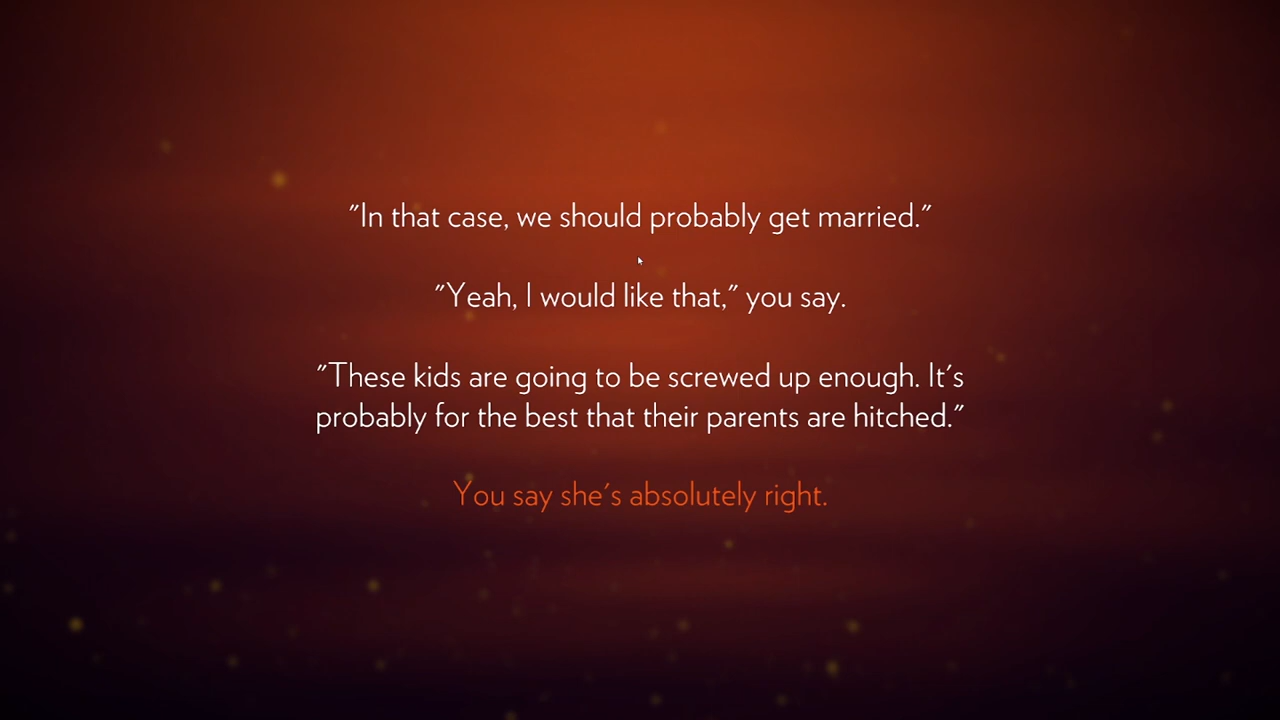 "In that case, we should probably get married."
"Yeah, I would like that," you say.
"These kids are going to be screwed up enough. It's
probably for the best that their parents are hitched."
You say she's absolutely right.